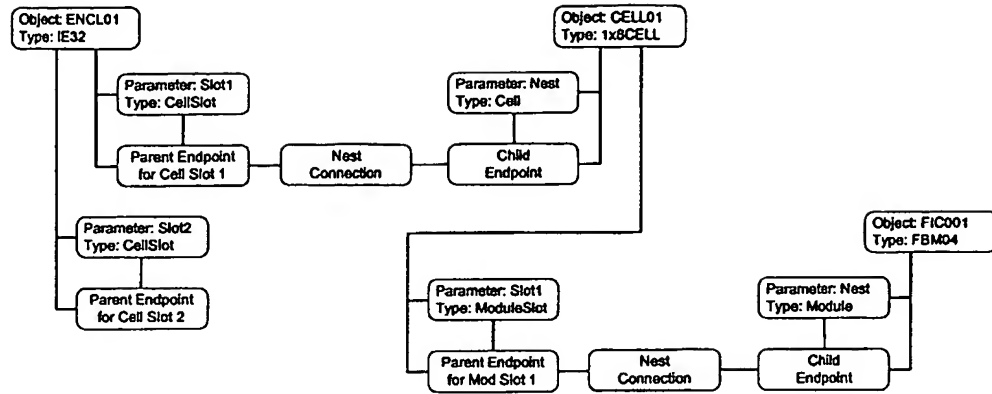 Object: ENCL01
Type: IE32
Object: CELL01
Type: 1x8CELL
Parameter: Slot1
Type: CellSlot
Parameter: Nest
Type: Cell
Parent Endpoint
for Cell Slot 1
Nest
Connection
Child
Endpoint
Parameter: Slot2
Type: CellSlot
Object: FIC001
Type: FBM04
Parent Endpoint
for Cell Slot 2
Parameter: Slot1
Type: ModuleSlot
Parameter: Nest
Type: Module
Parent Endpoint
for Mod Slot 1
Nest
Connection
Child
Endpoint